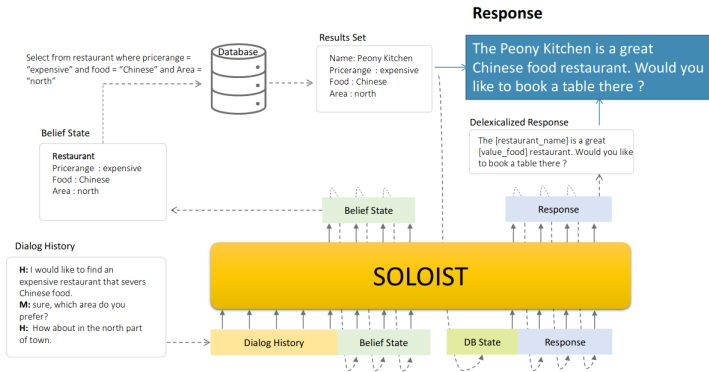 Response
Database
Results Set
Select from restaurant where pricerange =
"expensive" and food = "Chinese" and Area =
"north"
Name: Peony Kitchen
Pricerange : expensive
Food : Chinese
Area : north
The Peony Kitchen is a great
Chinese food restaurant. Would you
like to book a table there ?
Delexicalized Response
The [restaurant_name] is a great
[value_food] restaurant. Would you like
to book a table there ?
Belief State
Restaurant
Pricerange : expensive
Food : Chinese
Area : north
Belief State
Response
Dialog History
H: I would like to find an
expensive restaurant that severs
Chinese food.
M: sure, which area do you
prefer?
H: How about in the north part
of town.
SOLOIST
Dialog History
Belief State
DB State
Response